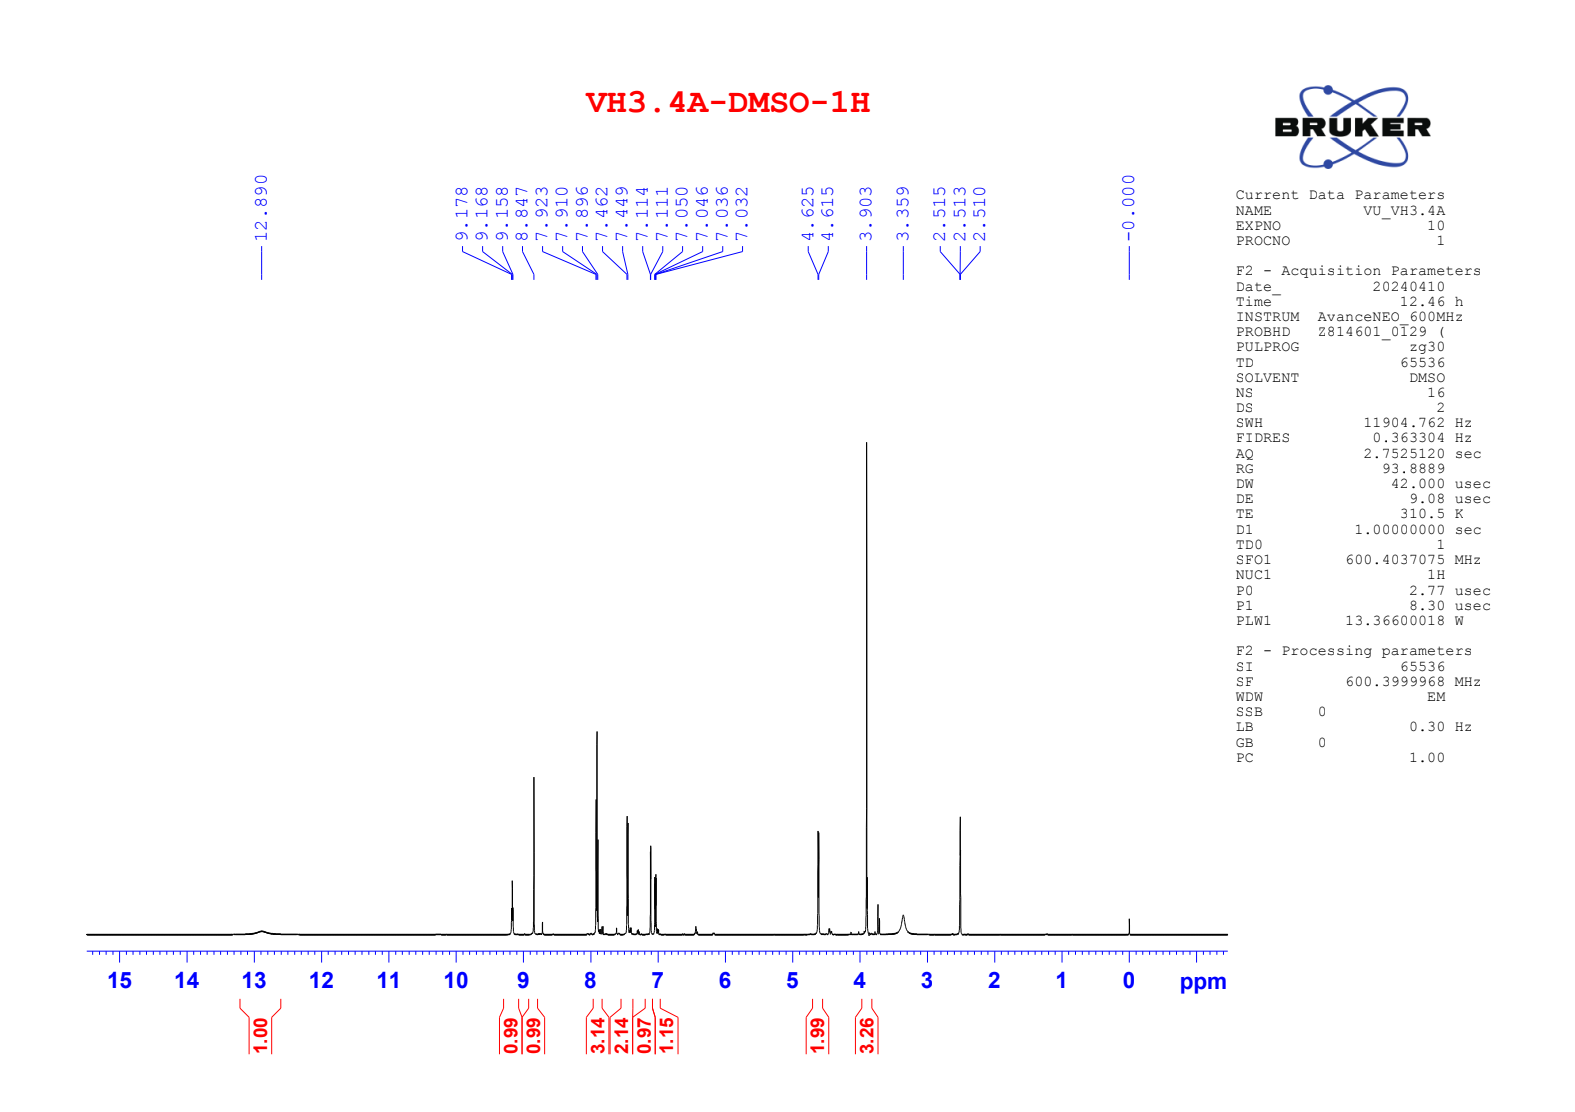 VH3.4A-DMSO-1H
BRUKER
12.890
9.178
9.168
9.158
8.847
7.923
7.910
7.896
7.462
7.449
7.114
7.111
7.050
7.046
7.036
7.032
4.625
4.615
3.903
3.359
2.515
2.513
2.510
-0.000
Current Data Parameters
NAME VU_VH3.4A
EXPNO 10
PROCNO 1
F2 - Acquisition Parameters
Date_ 20240410
Time 12.46 h
INSTRUM AvanceNEO_600MHz
PROBHD Z814601_0129 (
PULPROG zg30
TD 65536
SOLVENT DMSO
NS 16
DS 2
SWH 11904.762 Hz
FIDRES 0.363304 Hz
AQ 2.7525120 sec
RG 93.8889
DW 42.000 usec
DE 9.08 usec
TE 310.5 K
D1 1.00000000 sec
TD0 1
SFO1 600.4037075 MHz
NUC1 1H
P0 2.77 usec
P1 8.30 usec
PLW1 13.36600018 W
F2 - Processing parameters
SI 65536
SF 600.3999968 MHz
WDW EM
SSB 0
LB 0.30 Hz
GB 0
PC 1.00
15 14 13 12 11 10 9 8 7 6 5 4 3 2 1 0 ppm
1.00
0.99
0.99
3.14
2.14
0.97
1.15
1.99
3.26